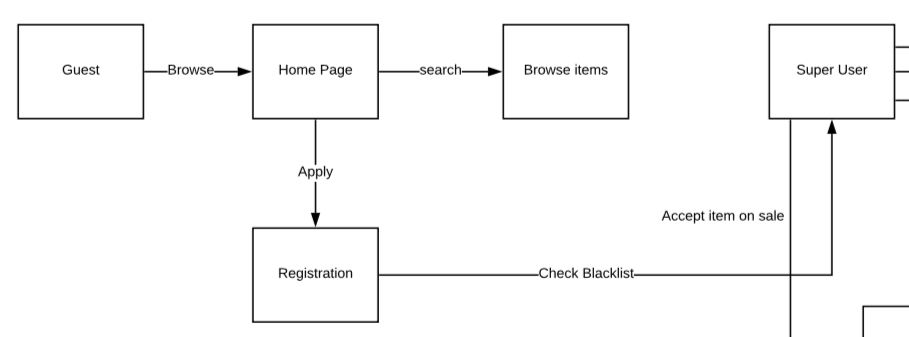 Guest
Browse
Home Page
search
Browse items
Super User
Apply
Accept item on sale
Registration
Check Blacklist